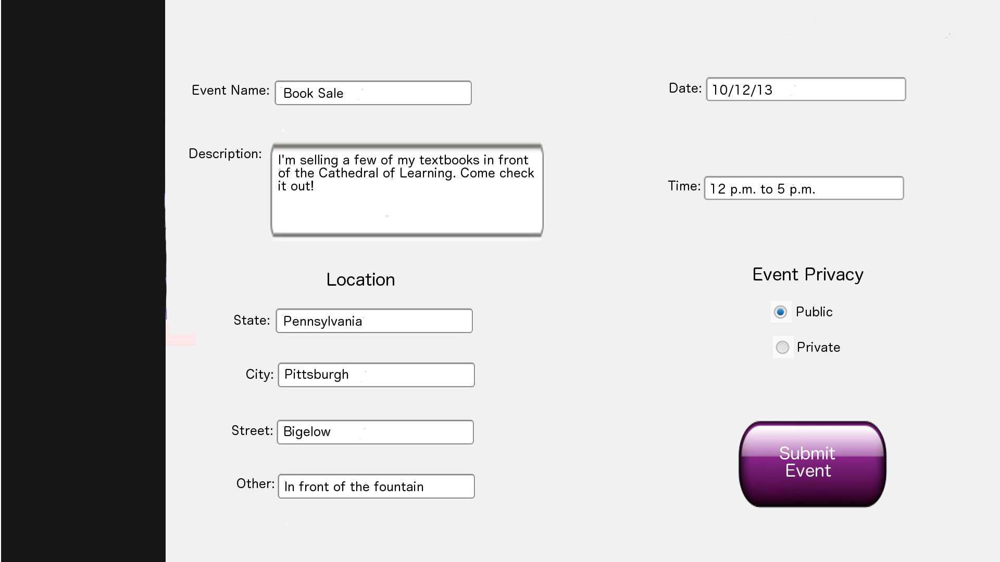 Event Name: Book Sale
Date: 10/12/13
Description: I'm selling a few of my textbooks in front
of the Cathedral of Learning. Come check
it out!
Time: 12 p.m. to 5 p.m.
Location
State: Pennsylvania
City: Pittsburgh
Street: Bigelow
Other: In front of the fountain
Event Privacy
Public
Private
Submit
Event